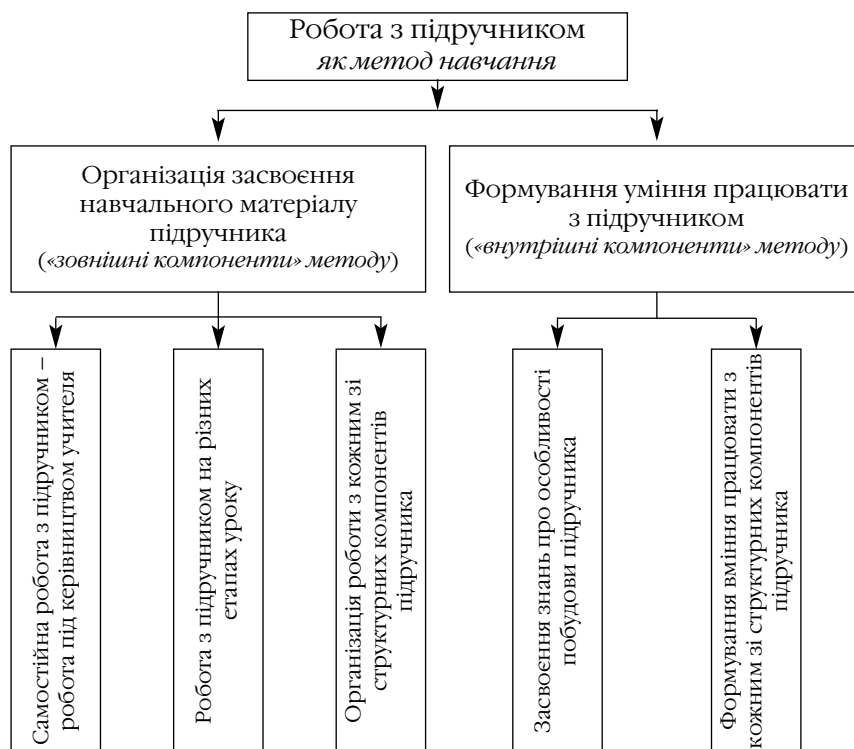 Робота з підручником
як метод навчання
Організація засвоєння
навчального матеріалу
підручника
(«зовнішні компоненти» методу)
Формування уміння працювати
з підручником
(«внутрішні компоненти» методу)
Самостійна робота з підручником –
робота під керівництвом учителя
Робота з підручником на різних
етапах уроку
Організація роботи з кожним зі
структурних компонентів
підручника
Засвоєння знань про особливості
побудови підручника
Формування вміння працювати з
кожним зі структурних компонентів
підручника